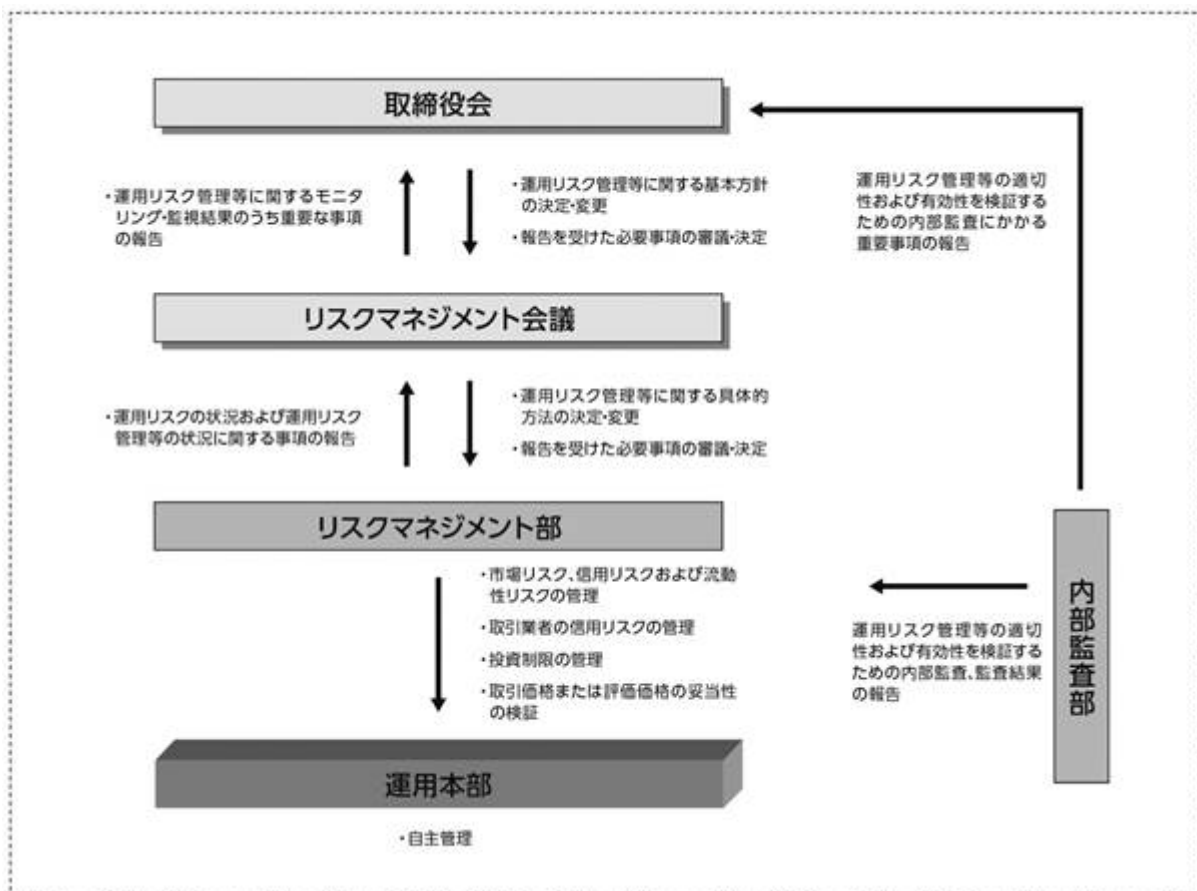 取締役会
・運用リスク管理等に関するモニタ
リング・監視結果のうち重要な事項
の報告
・運用リスク管理等に関する基本方針
の決定・変更
・報告を受けた必要事項の審議・決定
運用リスク管理等の適切
性および有効性を検証す
るための内部監査にかかる
重要事項の報告
リスクマネジメント会議
・運用リスクの状況および運用リスク
管理等の状況に関する事項の報告
・運用リスク管理等に関する具体的
方法の決定・変更
・報告を受けた必要事項の審議・決定
リスクマネジメント部
・市場リスク、信用リスクおよび流動
性リスクの管理
・取引業者の信用リスクの管理
・投資制限の管理
・取引価格または評価価格の妥当性
の検証
運用リスク管理等の適切
性および有効性を検証する
ための内部監査、監査結果
の報告
内部監査部
運用本部
・自主管理